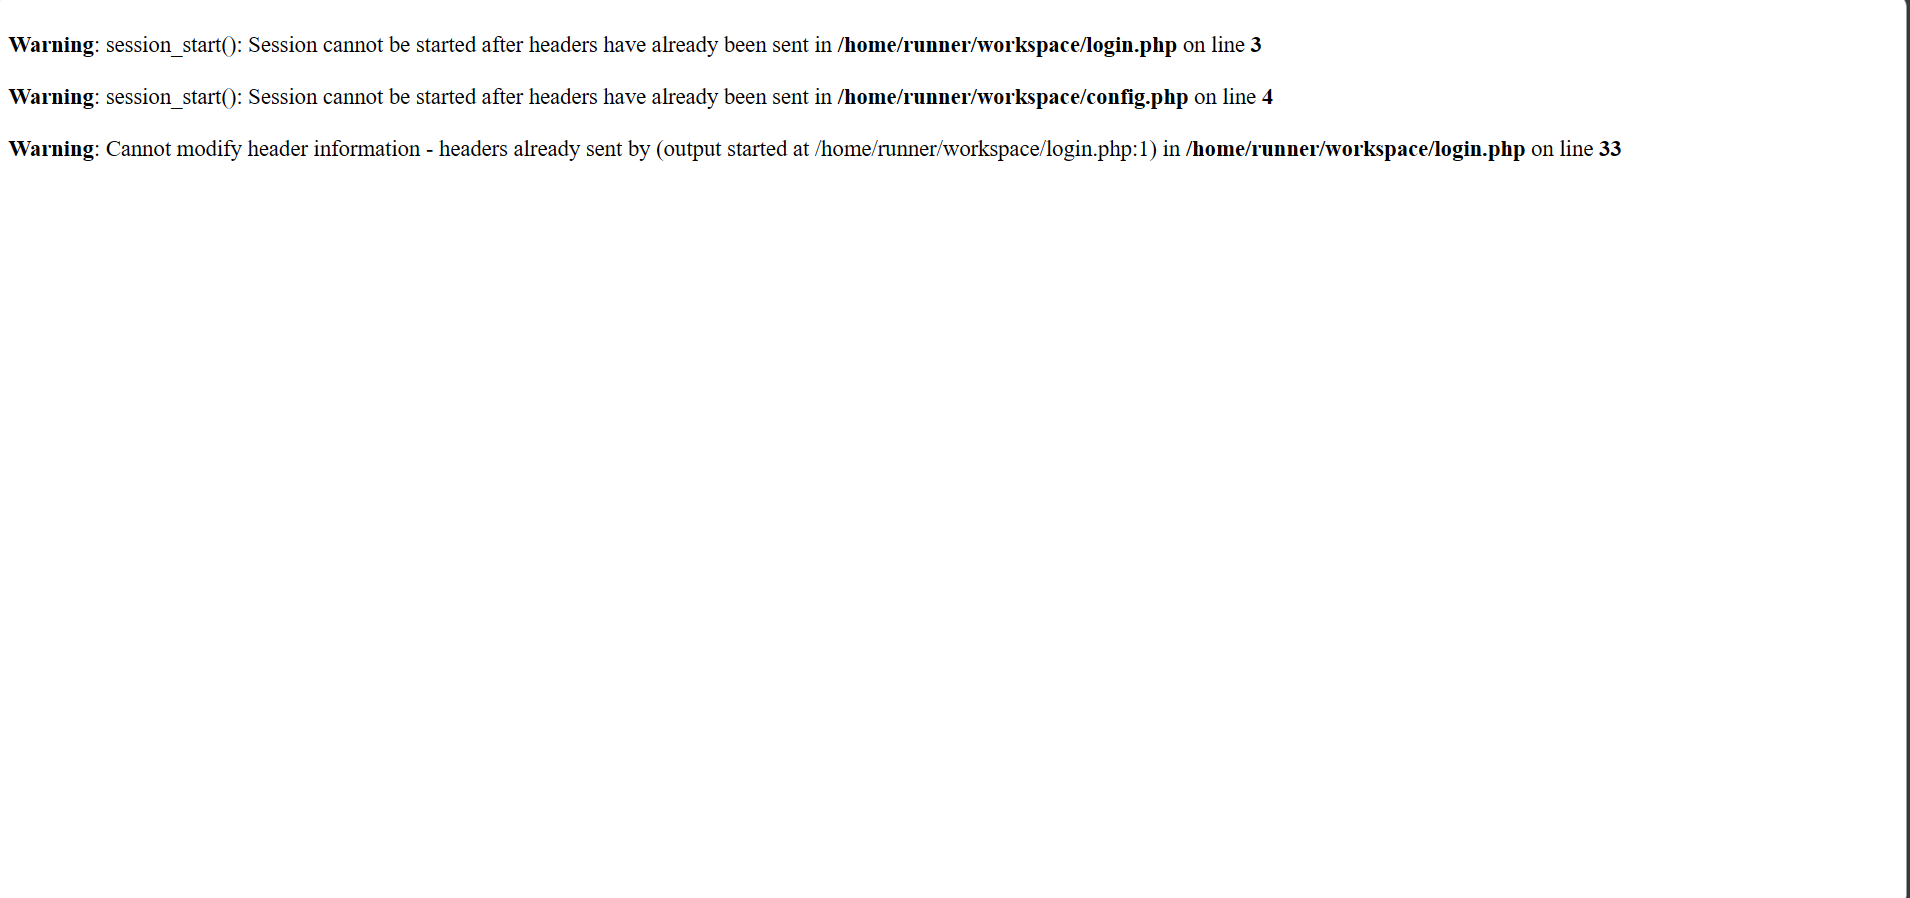 Warning: session_start(): Session cannot be started after headers have already been sent in /home/runner/workspace/login.php on line 3
Warning: session_start(): Session cannot be started after headers have already been sent in /home/runner/workspace/config.php on line 4
Warning: Cannot modify header information - headers already sent by (output started at /home/runner/workspace/login.php:1) in /home/runner/workspace/login.php on line 33